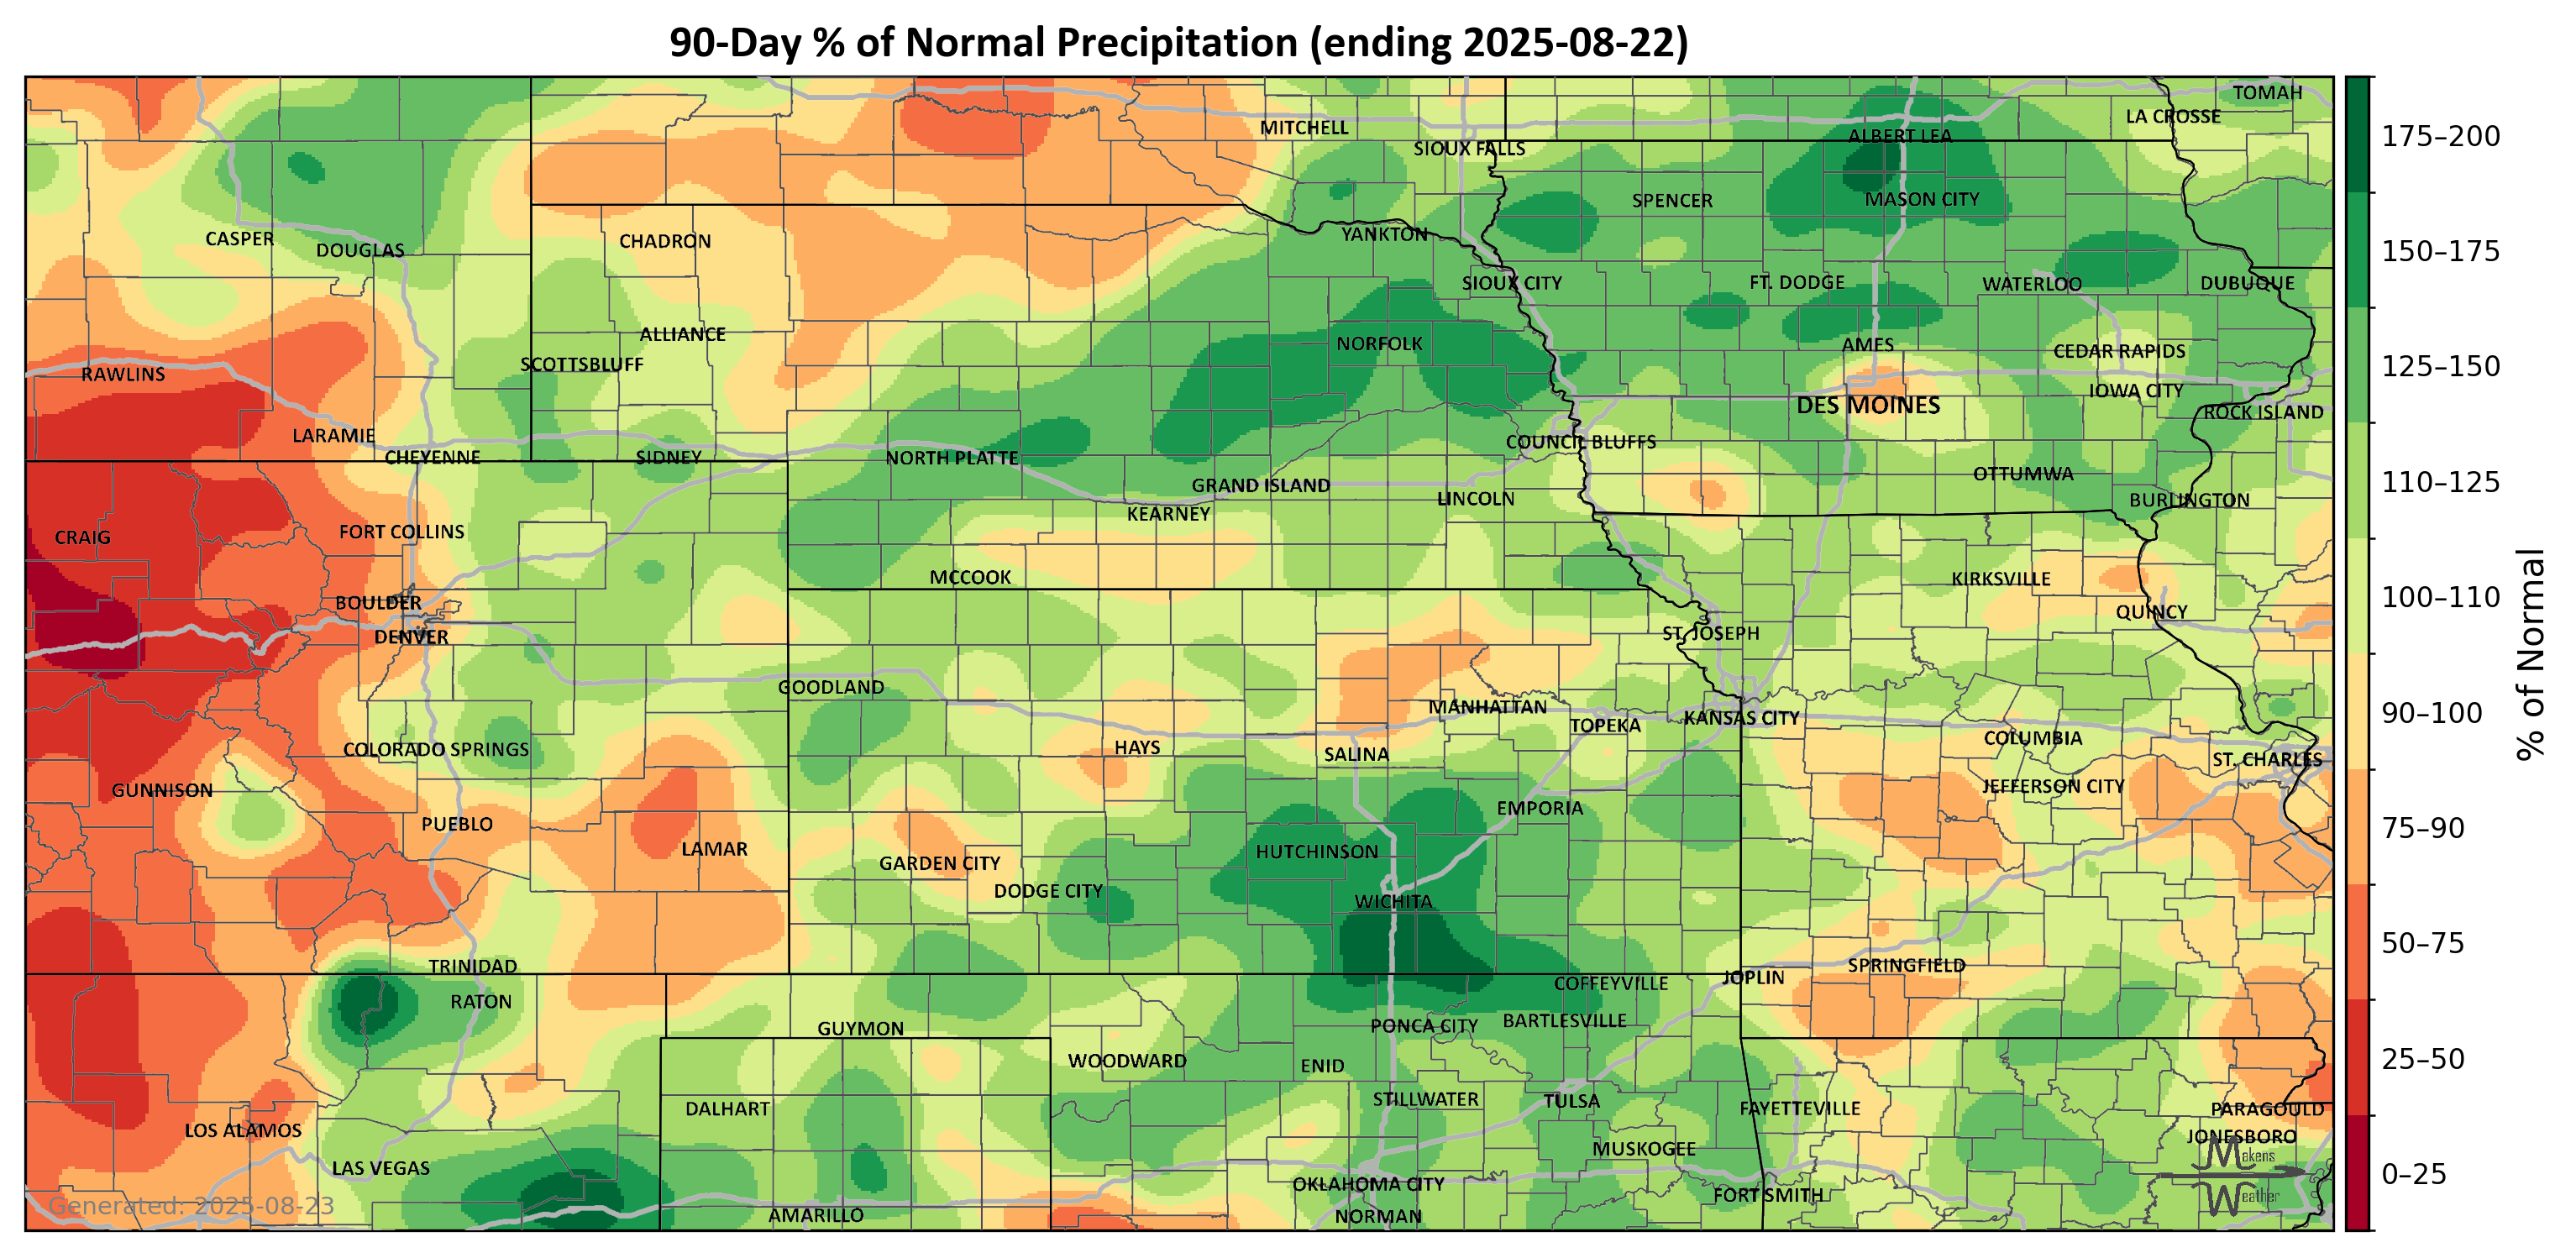 90-Day % of Normal Precipitation (ending 2025-08-22)
TOMAH
LA CROSSE
MITCHELL
ALBERT LEA
SIOUX FALLS
SPENCER
MASON CITY
YANKTON
CASPER
CHADRON
DOUGLAS
SIOUX CITY
FT. DODGE
WATERLOO
DUBUQUE
ALLIANCE
NORFOLK
AMES
CEDAR RAPIDS
SCOTTSBLUFF
RAWLINS
IOWA CITY
DES MOINES
ROCK ISLAND
LARAMIE
COUNCIL BLUFFS
CHEYENNE
SIDNEY
NORTH PLATTE
OTTUMWA
GRAND ISLAND
LINCOLN
BURLINGTON
KEARNEY
FORT COLLINS
CRAIG
MCCOOK
KIRKSVILLE
BOULDER
QUINCY
DENVER
ST. JOSEPH
GOODLAND
MANHATTAN
KANSAS CITY
TOPEKA
COLUMBIA
COLORADO SPRINGS
HAYS
SALINA
ST. CHARLES
GUNNISON
JEFFERSON CITY
EMPORIA
PUEBLO
LAMAR
HUTCHINSON
GARDEN CITY
DODGE CITY
WICHITA
TRINIDAD
SPRINGFIELD
JOPLIN
COFFEYVILLE
RATON
BARTLESVILLE
GUYMON
PONCA CITY
WOODWARD
ENID
STILLWATER
TULSA
DALHART
FAYETTEVILLE
PARAGOULD
LOS ALAMOS
JONESBORO
MUSKOGEE
Makens
LAS VEGAS
OKLAHOMA CITY
FORT SMITH
Weather
Generated: 2025-08-23
AMARILLO
NORMAN
175–200
150–175
125–150
110–125
100–110
90–100
75–90
50–75
25–50
0–25
% of Normal